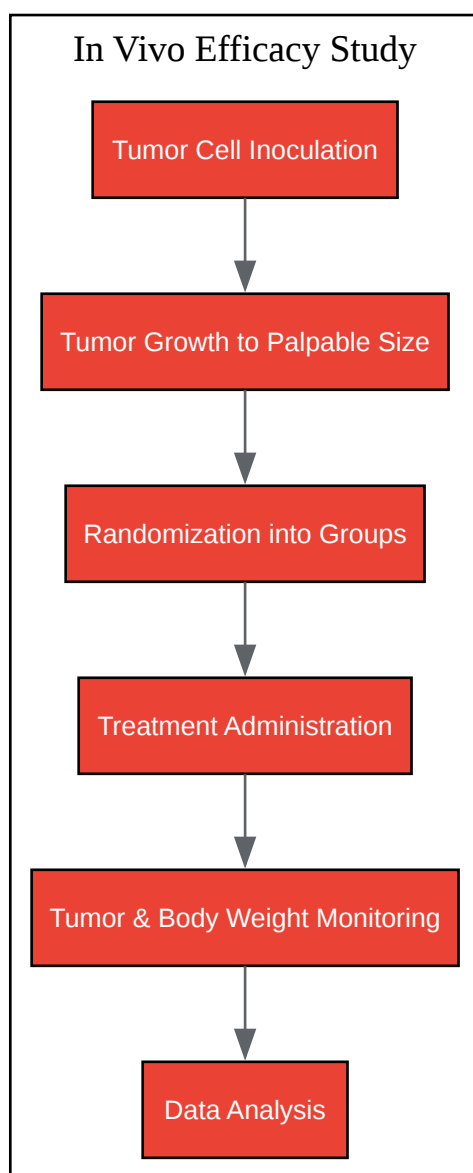 In Vivo Efficacy Study
Tumor Cell Inoculation
Tumor Growth to Palpable Size
Randomization into Groups
Treatment Administration
Tumor & Body Weight Monitoring
Data Analysis